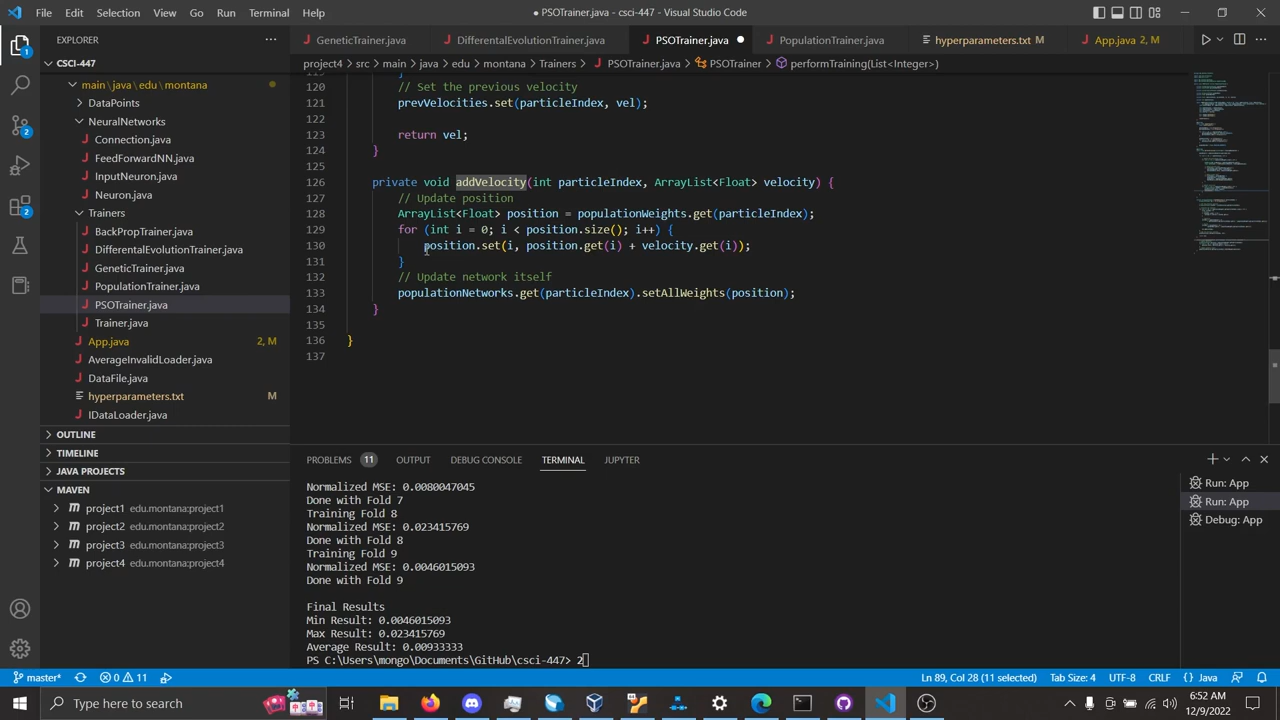 File Edit Selection View Go Run Terminal Help
● PSOTrainer.java - csci-447 - Visual Studio Code
EXPLORER
CSCI-447
main\java\edu\montana
DataPoints
NeuralNetworks
Connection.java
FeedForwardNN.java
InputNeuron.java
Neuron.java
Trainers
BackPropTrainer.java
DifferentalEvolutionTrainer.java
GeneticTrainer.java
PopulationTrainer.java
PSOTrainer.java
Trainer.java
App.java 2, M
AverageInvalidLoader.java
DataFile.java
hyperparameters.txt M
IDataLoader.java
OUTLINE
TIMELINE
JAVA PROJECTS
MAVEN
project1 edu.montana:project1
project2 edu.montana:project2
project3 edu.montana:project3
project4 edu.montana:project4
GeneticTrainer.java DifferentalEvolutionTrainer.java PSOTrainer.java ● PopulationTrainer.java hyperparameters.txt M App.java 2, M
project4 > src > main > java > edu > montana > Trainers > PSOTrainer.java > PSOTrainer > performTraining(List<Integer>)
119 }
120 // Set the previous velocity
121 prevVelocities.set(particleIndex, vel);
122
123 return vel;
124 }
125
126 private void addVelocity(int particleIndex, ArrayList<Float> velocity) {
127 // Update position
128 ArrayList<Float> position = populationWeights.get(particleIndex);
129 for (int i = 0; i < position.size(); i++) {
130 position.set(i, position.get(i) + velocity.get(i));
131 }
132 // Update network itself
133 populationNetworks.get(particleIndex).setAllWeights(position);
134 }
135
136 }
137
PROBLEMS 11 OUTPUT DEBUG CONSOLE TERMINAL JUPYTER
Normalized MSE: 0.0080047045
Done with Fold 7
Training Fold 8
Normalized MSE: 0.023415769
Done with Fold 8
Training Fold 9
Normalized MSE: 0.0046015093
Done with Fold 9
Final Results
Min Result: 0.0046015093
Max Result: 0.023415769
Average Result: 0.00933333
PS C:\Users\mongo\Documents\GitHub\csci-447> 2
Run: App
Run: App
Debug: App
master* 0 11 Ln 89, Col 28 (11 selected) Tab Size: 4 UTF-8 CRLF {} Java
Type here to search
6:52 AM
12/9/2022